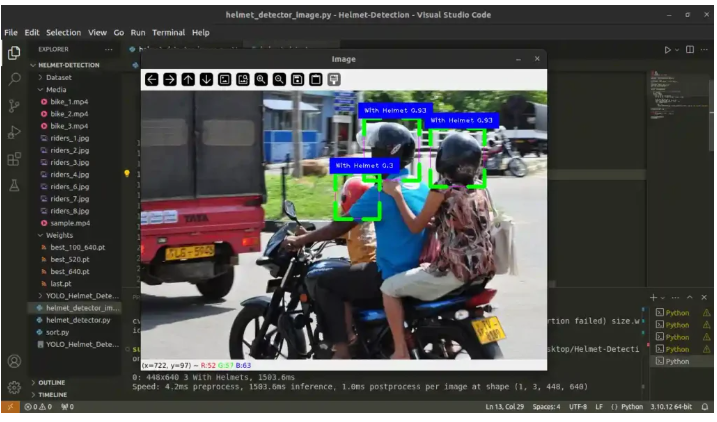 helmet_detector_image.py - Helmet-Detection - Visual Studio Code
File Edit Selection View Go Run Terminal Help
EXPLORER
HELMET-DETECTION
Dataset
Media
bike_1.mp4
bike_2.mp4
bike_3.mp4
riders_1.jpg
riders_2.jpg
riders_3.jpg
riders_4.jpg
riders_6.jpg
riders_7.jpg
riders_8.jpg
sample.mp4
Weights
best_100_640.pt
best_520.pt
best_640.pt
last.pt
YOLO_Helmet_Dete...
helmet_detector_im...
helmet_detector.py
sort.py
YOLO_Helmet_Dete...
OUTLINE
TIMELINE
Image
With Helmet 0.93
With Helmet 0.93
With Helmet 0.3
TATA
(x=722, y=97) ~ R:52 G:57 B:63
rtion failed) size.w
sktop/Helmet-Detecti
0: 448x640 3 With Helmets, 1503.6ms
Speed: 4.2ms preprocess, 1503.6ms inference, 1.0ms postprocess per image at shape (1, 3, 448, 640)
Python
Python
Python
Python
Python
0 0 0
Ln 13, Col 29 Spaces: 4 UTF-8 LF Python 3.10.12 64-bit